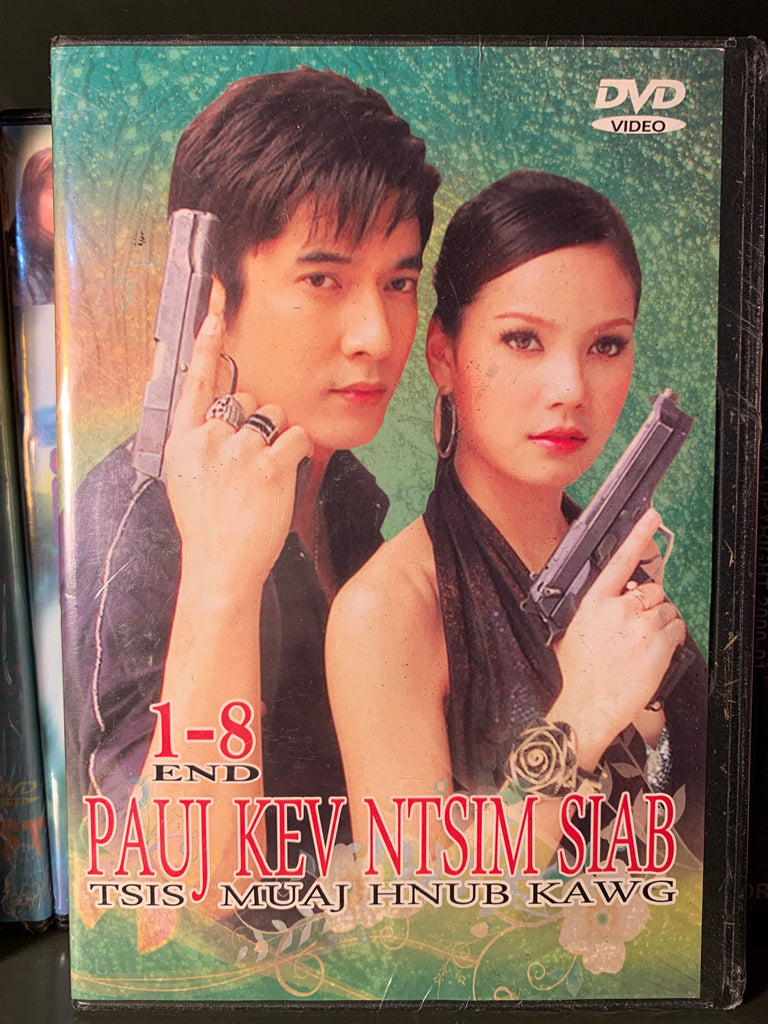 DVD
VIDEO
1-8
END
PAUJ KEV NTSIM SIAB
TSIS MUAJ HNUB KAWG